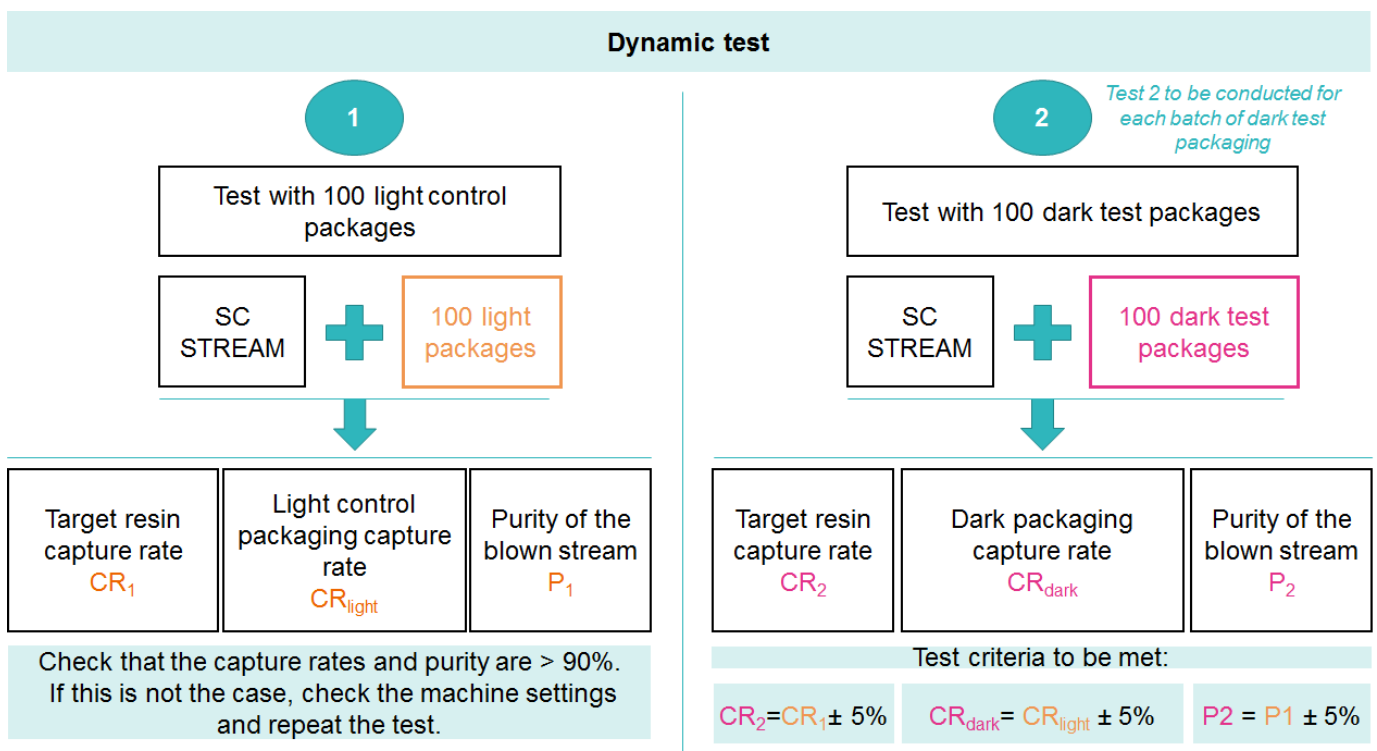 Dynamic test
1
Test with 100 light control
packages
SC
STREAM
100 light
packages
Target resin
capture rate
CR₁
Light control
packaging capture
rate
CRlight
Purity of the
blown stream
P₁
Check that the capture rates and purity are > 90%.
If this is not the case, check the machine settings
and repeat the test.
2
Test 2 to be conducted for
each batch of dark test
packaging
Test with 100 dark test packages
SC
STREAM
100 dark test
packages
Target resin
capture rate
CR₂
Dark packaging
capture rate
CRdark
Purity of the
blown stream
P₂
Test criteria to be met:
CR₂=CR₁± 5%
CRdark= CRlight ± 5%
P2 = P1 ± 5%